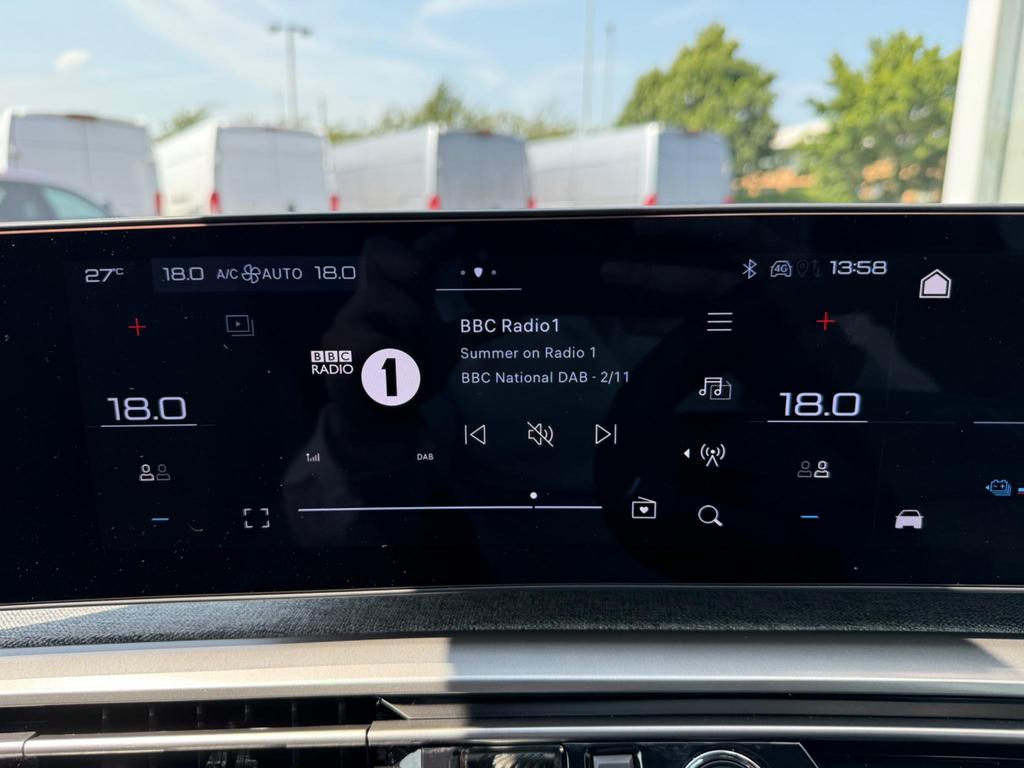 27°C
18.0 A/C AUTO 18.0
4G
13:58
BBC Radio1
Summer on Radio 1
BBC National DAB - 2/11
BBC
RADIO
1
18.0
18.0
DAB